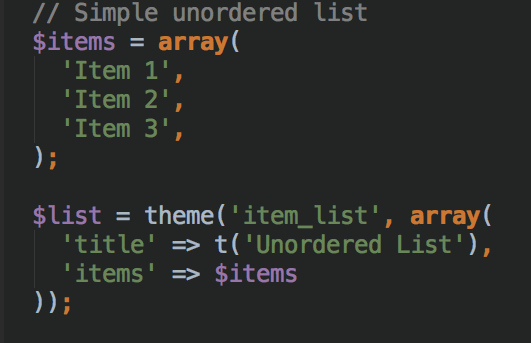 // Simple unordered list
$items = array(
'Item 1',
'Item 2',
'Item 3',
);
$list = theme('item_list', array(
'title' => t('Unordered List'),
'items' => $items
));